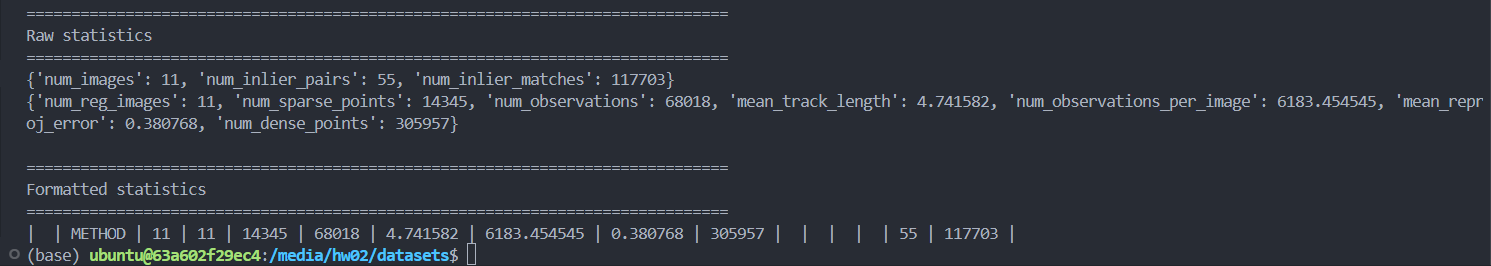 ==============================================================================
Raw statistics
==============================================================================
{'num_images': 11, 'num_inlier_pairs': 55, 'num_inlier_matches': 117703}
{'num_reg_images': 11, 'num_sparse_points': 14345, 'num_observations': 68018, 'mean_track_length': 4.741582, 'num_observations_per_image': 6183.454545, 'mean_repr
oj_error': 0.380768, 'num_dense_points': 305957}
==============================================================================
Formatted statistics
==============================================================================
|  | METHOD | 11 | 11 | 14345 | 68018 | 4.741582 | 6183.454545 | 0.380768 | 305957 |  |  |  |  | 55 | 117703 |
(base) ubuntu@63a602f29ec4:/media/hw02/datasets$